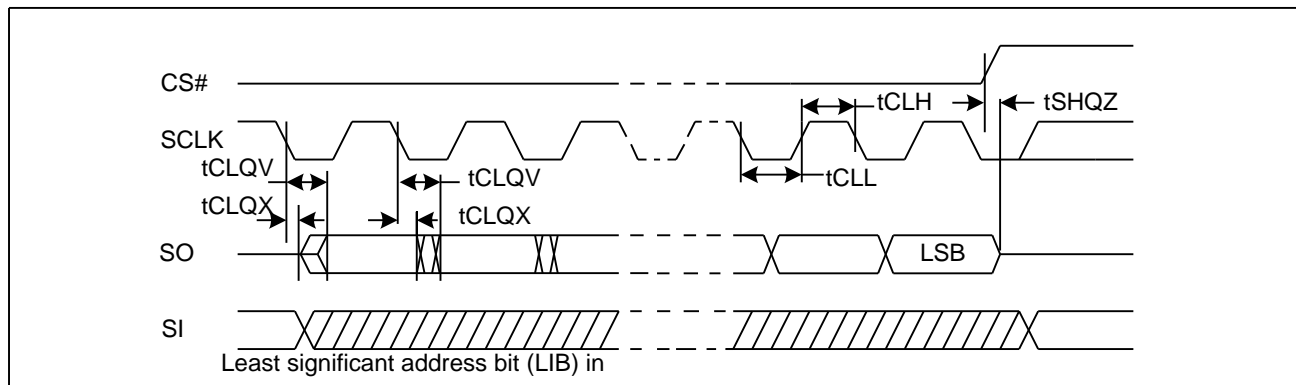 CS#
tCLH
tSHQZ
SCLK
tCLQV
tCLQV
tCLL
tCLQX
tCLQX
SO
LSB
SI
Least significant address bit (LIB) in